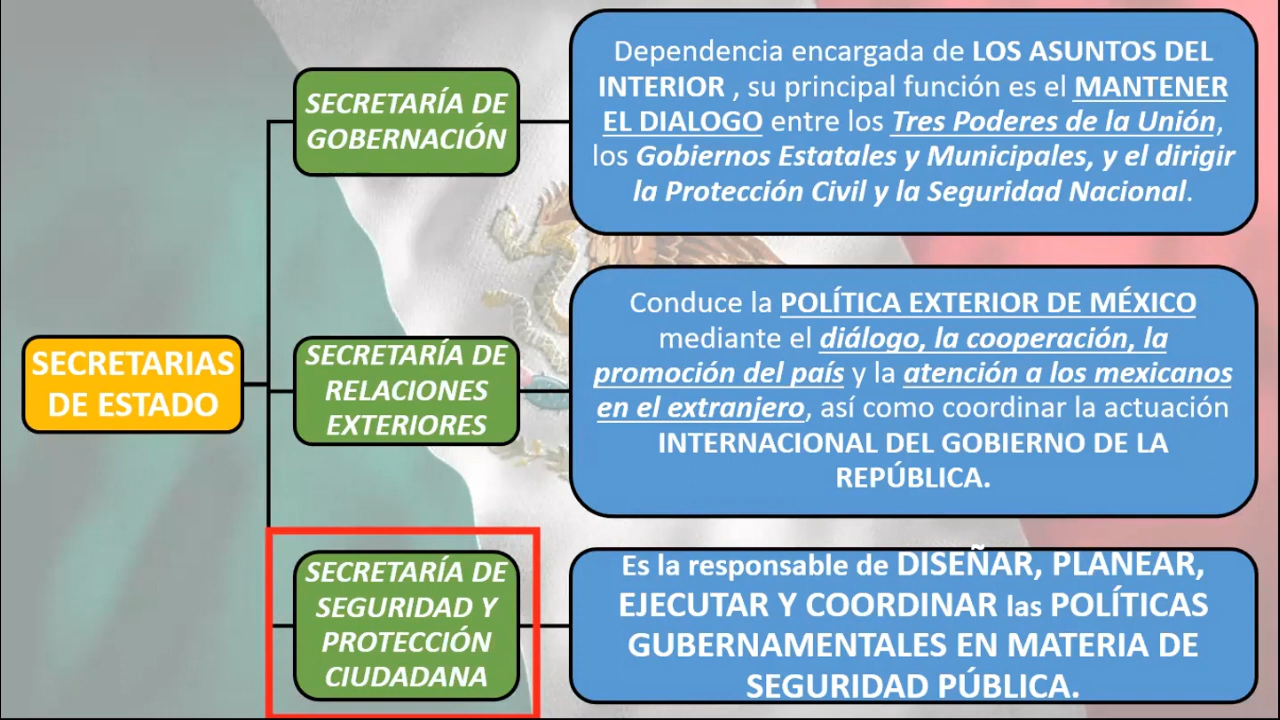 SECRETARIAS
DE ESTADO
SECRETARÍA DE
GOBERNACIÓN
Dependencia encargada de LOS ASUNTOS DEL
INTERIOR , su principal función es el MANTENER
EL DIALOGO entre los Tres Poderes de la Unión,
los Gobiernos Estatales y Municipales, y el dirigir
la Protección Civil y la Seguridad Nacional.
SECRETARÍA DE
RELACIONES
EXTERIORES
Conduce la POLÍTICA EXTERIOR DE MÉXICO
mediante el diálogo, la cooperación, la
promoción del país y la atención a los mexicanos
en el extranjero, así como coordinar la actuación
INTERNACIONAL DEL GOBIERNO DE LA
REPÚBLICA.
SECRETARÍA DE
SEGURIDAD Y
PROTECCIÓN
CIUDADANA
Es la responsable de DISEÑAR, PLANEAR,
EJECUTAR Y COORDINAR las POLÍTICAS
GUBERNAMENTALES EN MATERIA DE
SEGURIDAD PÚBLICA.